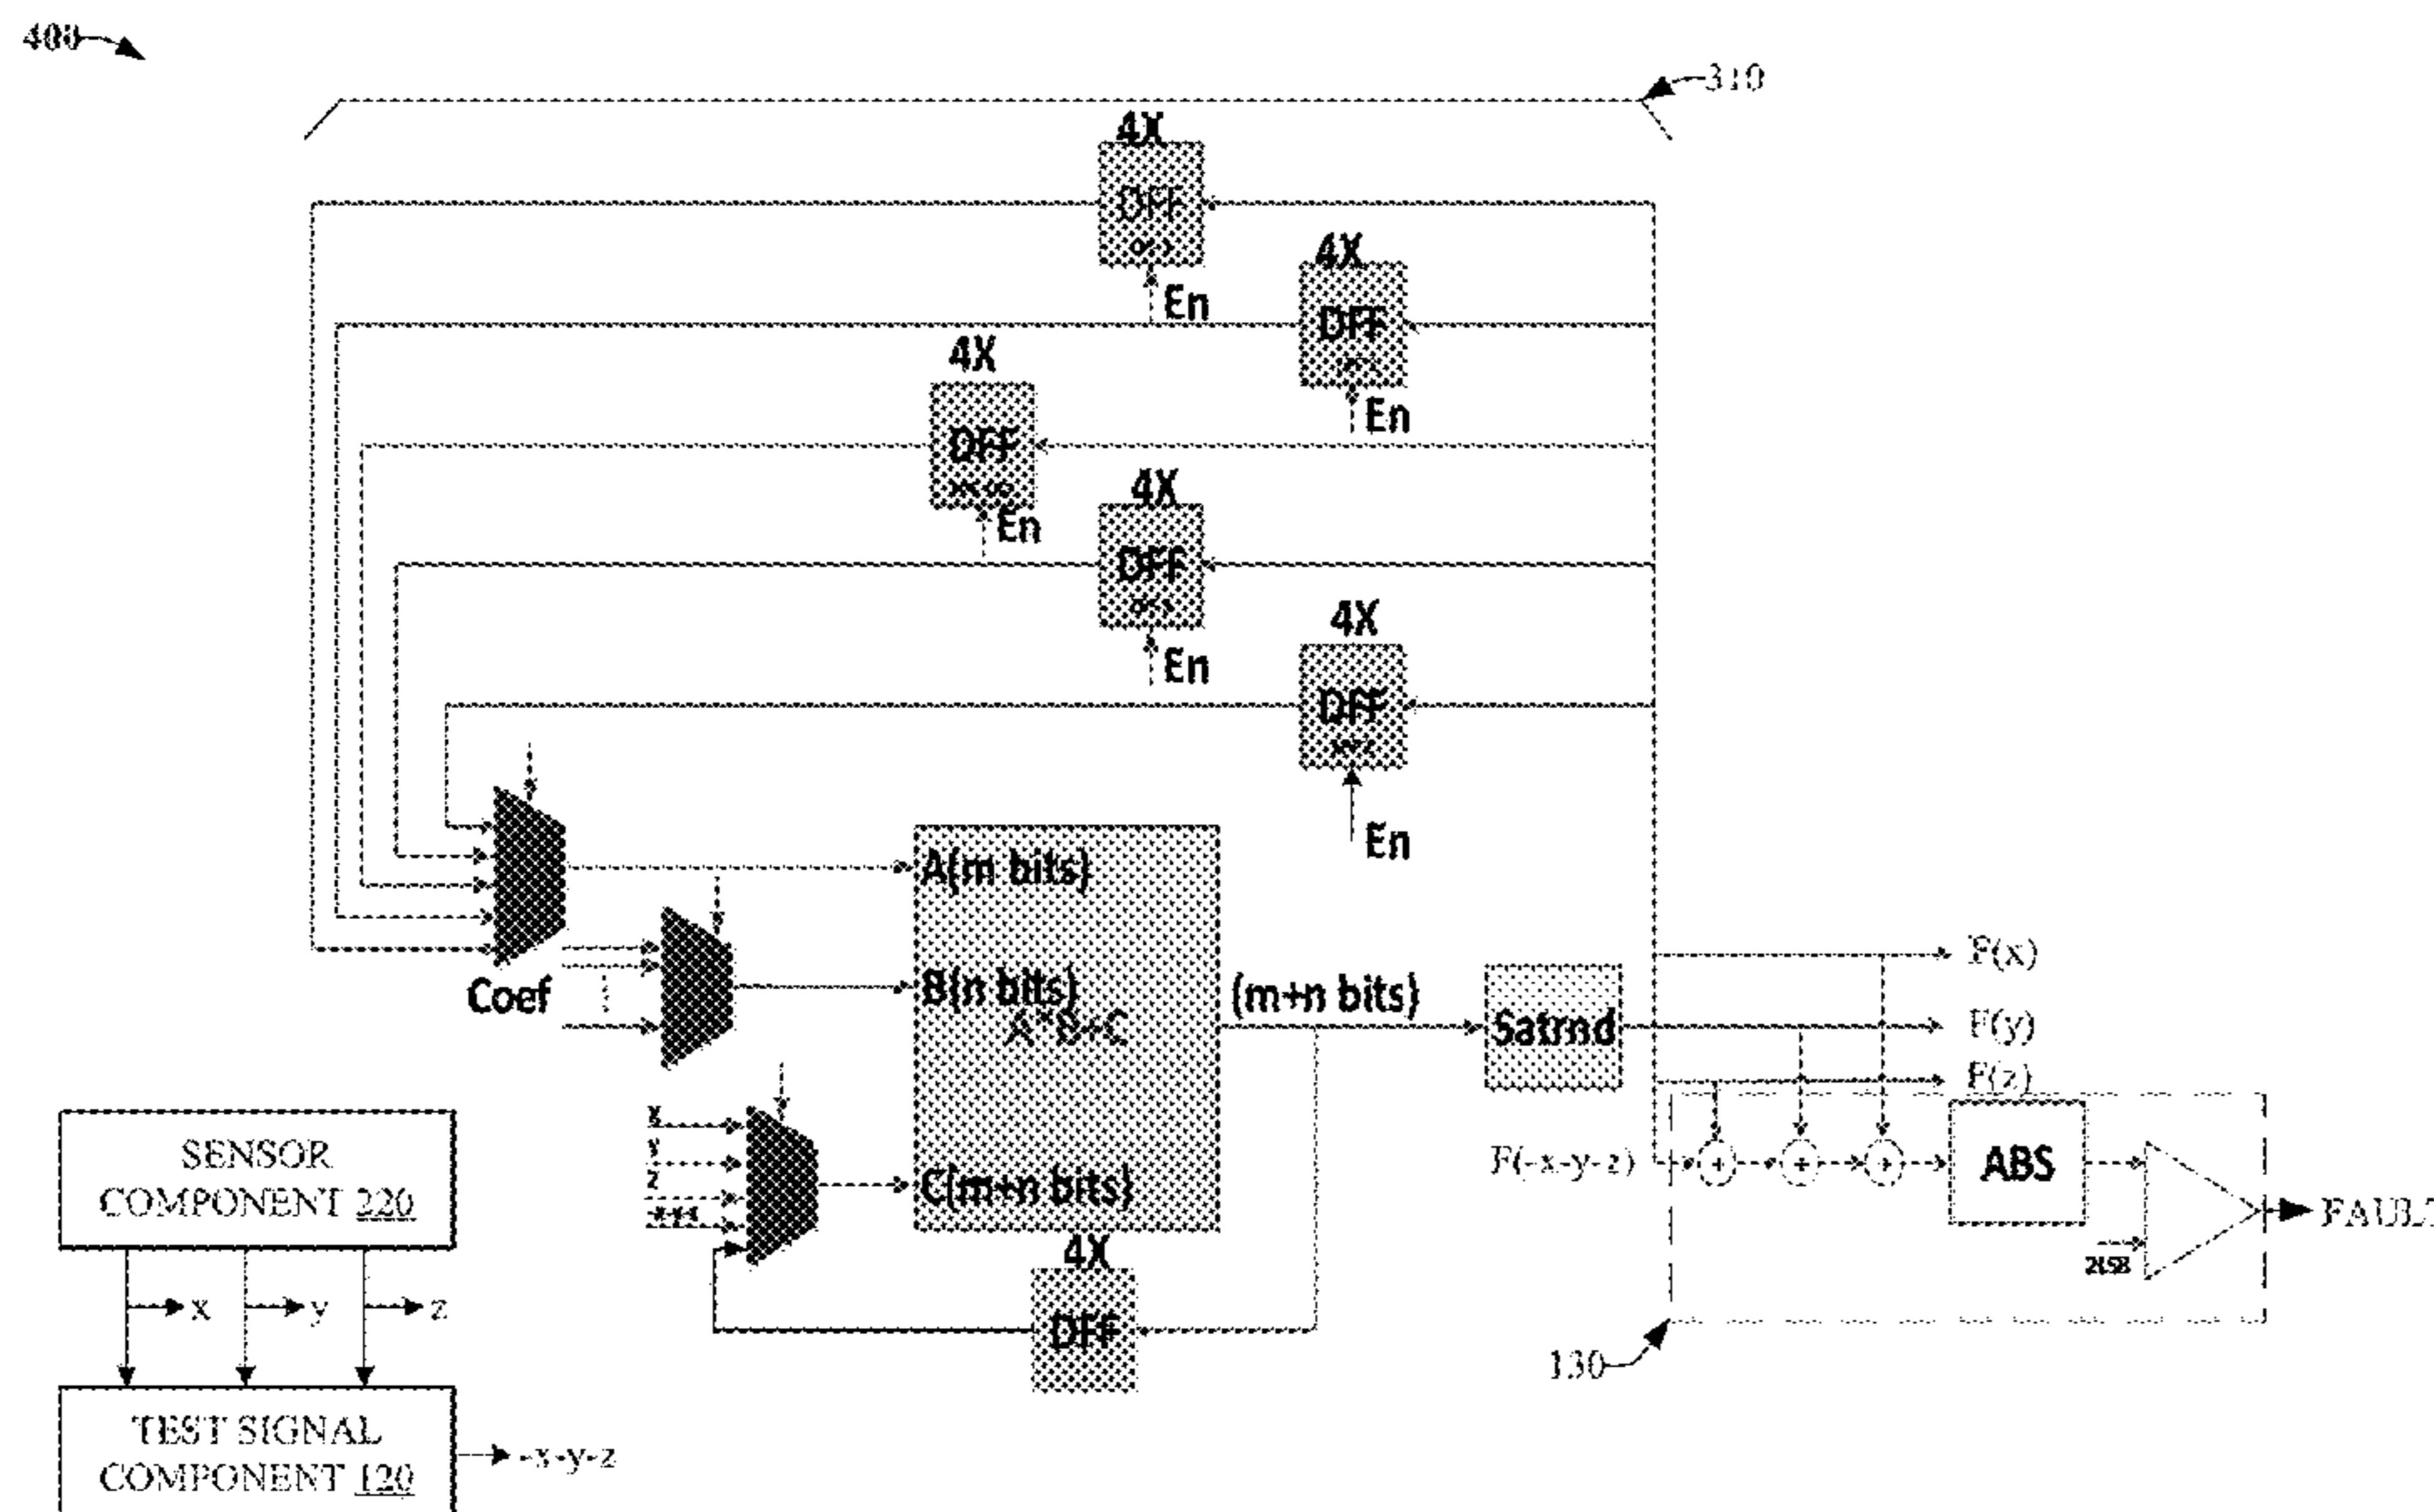 400
310
4X
DFF
En
4X
DFF
En
4X
DFF
En
4X
DFF
En
4X
DFF
En
A(m bits)
Coef
B(n bits)
A*B+C
(m+n bits)
Satrnd
F(x)
F(y)
F(z)
x
y
z
-x-y-z
C(m+n bits)
F(-x-y-z)
+
+
+
ABS
2LSB
FAULT
4X
DFF
130
SENSOR
COMPONENT 220
x
y
z
TEST SIGNAL
COMPONENT 120
-x-y-z